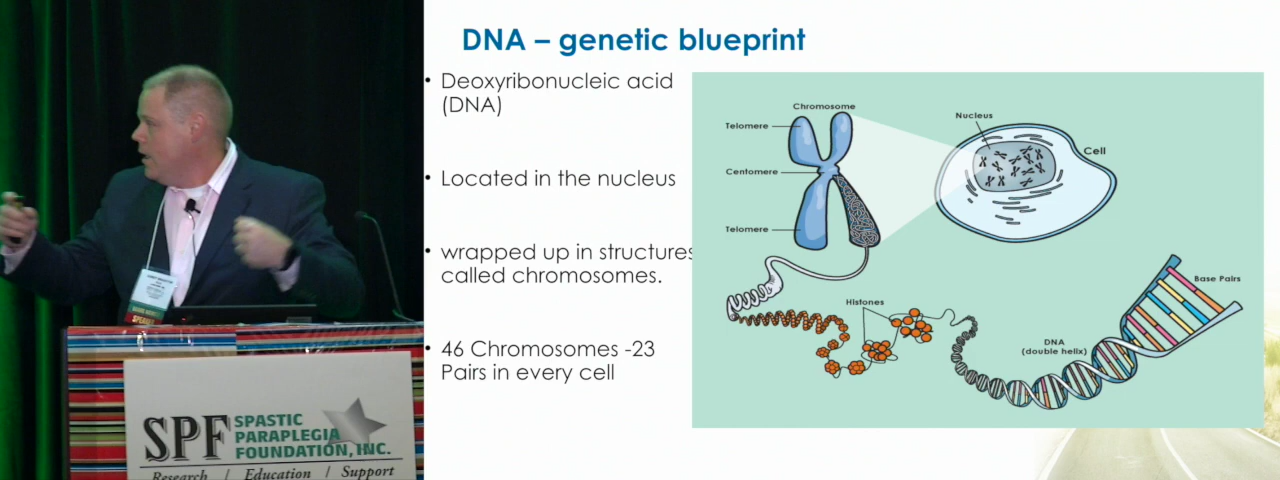 DNA – genetic blueprint
• Deoxyribonucleic acid
(DNA)
• Located in the nucleus
• wrapped up in structures
called chromosomes.
• 46 Chromosomes -23
Pairs in every cell
Chromosome
Telomere
Centomere
Telomere
Nucleus
Cell
Histones
Base Pairs
DNA
(double helix)
SPEAKER
SPF SPASTIC
PARAPLEGIA
FOUNDATION, INC.
Research / Education / Support